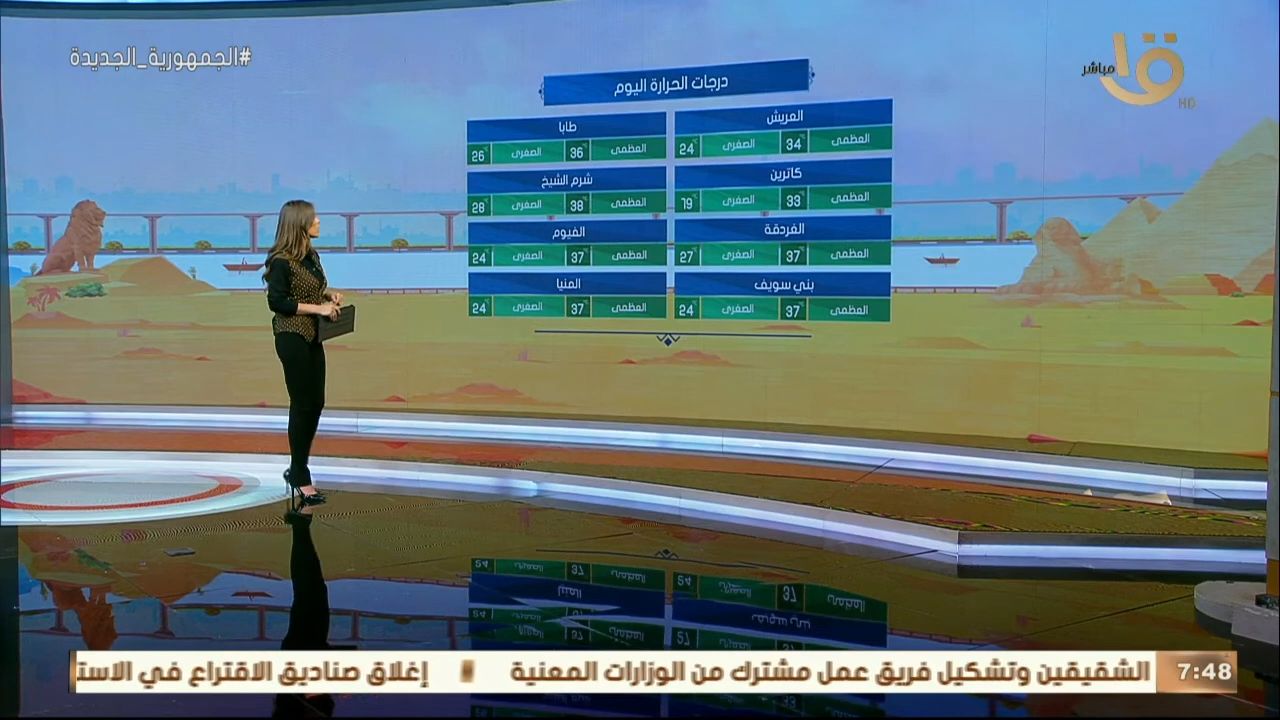 #الجمهورية_الجديدة
مباشر
HD
درجات الحرارة اليوم
العريش
العظمى 34 الصغرى 24
طابا
العظمى 36 الصغرى 26
كاترين
العظمى 33 الصغرى 19
شرم الشيخ
العظمى 38 الصغرى 28
الغردقة
العظمى 37 الصغرى 27
الفيوم
العظمى 37 الصغرى 24
بني سويف
العظمى 37 الصغرى 24
المنيا
العظمى 37 الصغرى 24
7:48
الشقيقين وتشكيل فريق عمل مشترك من الوزارات المعنية
إغلاق صناديق الاقتراع في الاست